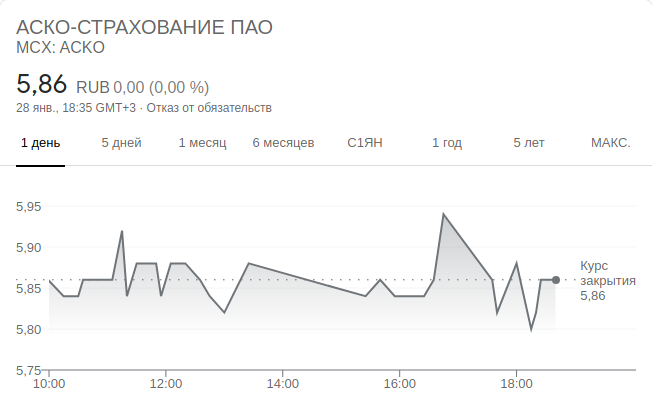 АСКО-СТРАХОВАНИЕ ПАО
MCX: ACKO
5,86 RUB 0,00 (0,00 %)
28 янв., 18:35 GMT+3 · Отказ от обязательств
1 день 5 дней 1 месяц 6 месяцев С1ЯН 1 год 5 лет МАКС.
5,95
5,90
5,85
5,80
5,75
Курс
закрытия
5,86
10:00 12:00 14:00 16:00 18:00